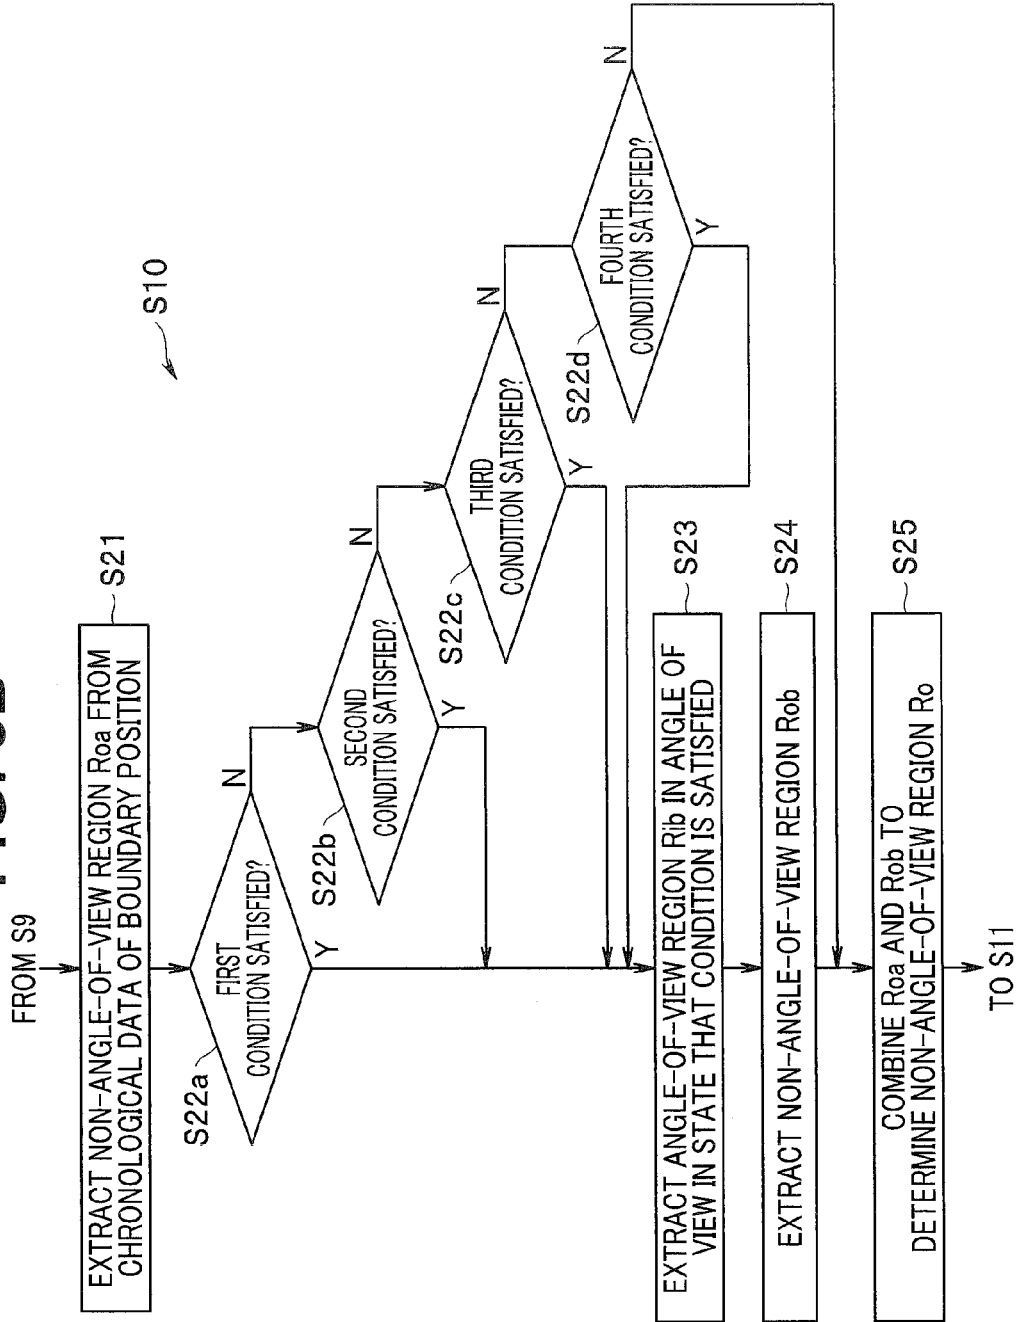 FROM S9
S10
EXTRACT NON-ANGLE-OF-VIEW REGION Roa FROM
CHRONOLOGICAL DATA OF BOUNDARY POSITION
S21
S22a
FIRST
CONDITION SATISFIED?
N
Y
S22b
SECOND
CONDITION SATISFIED?
N
Y
S22c
THIRD
CONDITION SATISFIED?
N
Y
S22d
FOURTH
CONDITION SATISFIED?
N
Y
EXTRACT ANGLE-OF-VIEW REGION Rib IN ANGLE OF
VIEW IN STATE THAT CONDITION IS SATISFIED
S23
EXTRACT NON-ANGLE-OF-VIEW REGION Rob
S24
COMBINE Roa AND Rob TO
DETERMINE NON-ANGLE-OF-VIEW REGION Ro
S25
TO S11